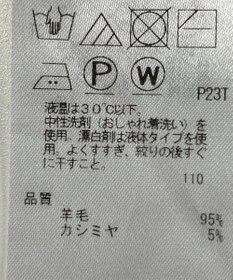 P
W
P23T
液温は30℃以下。
中性洗剤（おしゃれ着洗い）を
使用。漂白剤は液体タイプを使
用。よくすすぎ、絞りの後すぐ
に干すこと。
110
品質
羊毛 95%
カシミヤ 5%